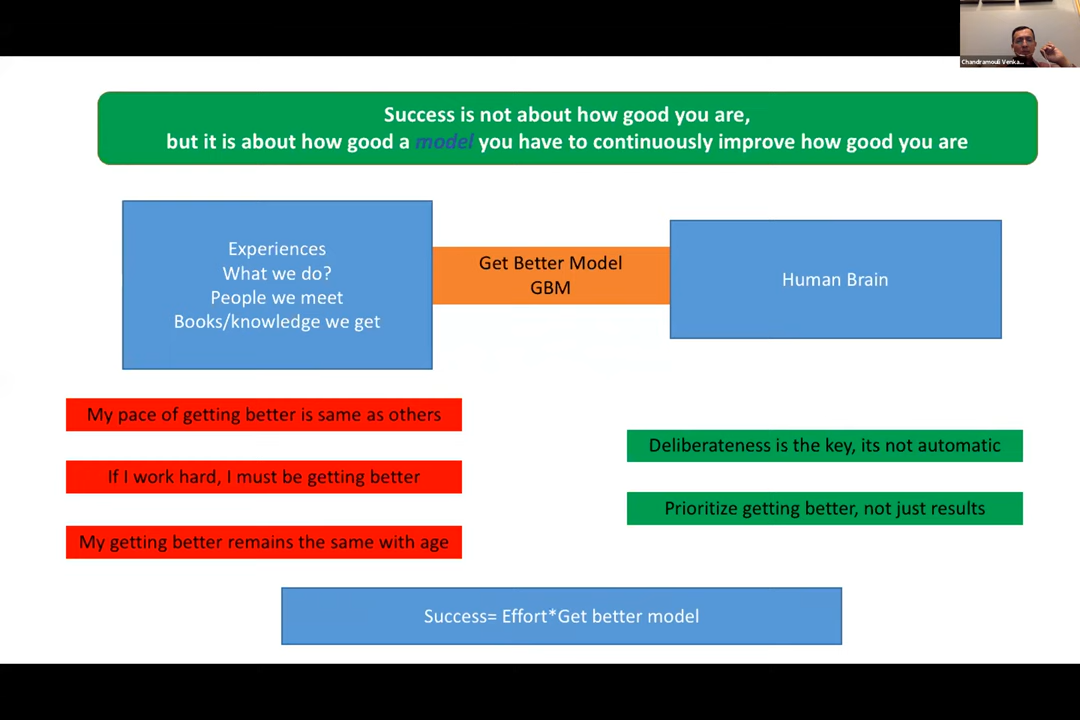 Chandramouli Venka...
Success is not about how good you are,
but it is about how good a model you have to continuously improve how good you are
Experiences
What we do?
People we meet
Books/knowledge we get
Get Better Model
GBM
Human Brain
My pace of getting better is same as others
If I work hard, I must be getting better
My getting better remains the same with age
Deliberateness is the key, its not automatic
Prioritize getting better, not just results
Success= Effort*Get better model